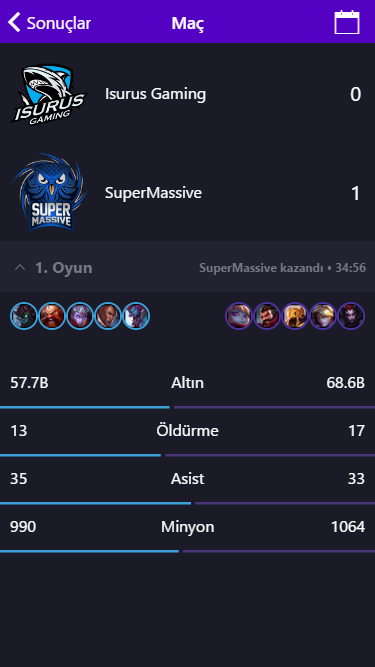 Sonuçlar Maç
ISURUS
GAMING
Isurus Gaming 0
SUPER
MASSIVE
SuperMassive 1
1. Oyun SuperMassive kazandı • 34:56
57.7B Altın 68.6B
13 Öldürme 17
35 Asist 33
990 Minyon 1064